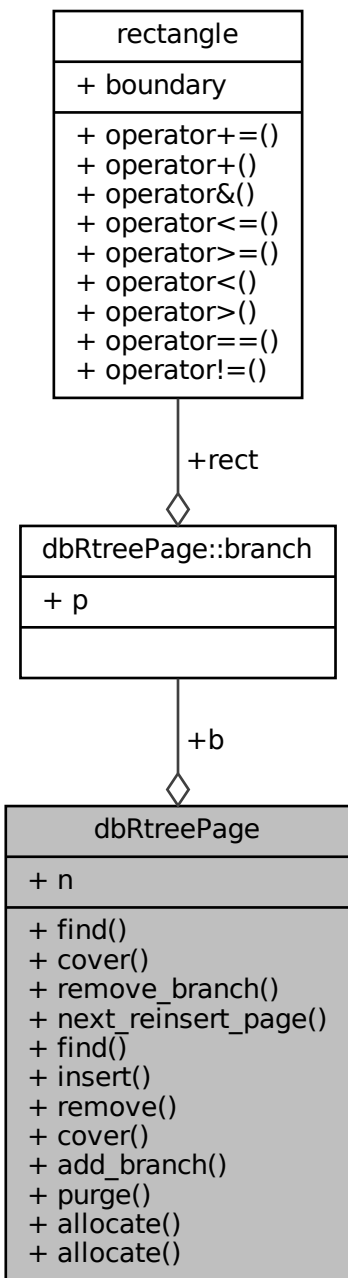 rectangle
+ boundary
+ operator+=()
+ operator+()
+ operator&()
+ operator<=()
+ operator>=()
+ operator<()
+ operator>()
+ operator==()
+ operator!=()
+rect
dbRtreePage::branch
+ p
+b
dbRtreePage
+ n
+ find()
+ cover()
+ remove_branch()
+ next_reinsert_page()
+ find()
+ insert()
+ remove()
+ cover()
+ add_branch()
+ purge()
+ allocate()
+ allocate()